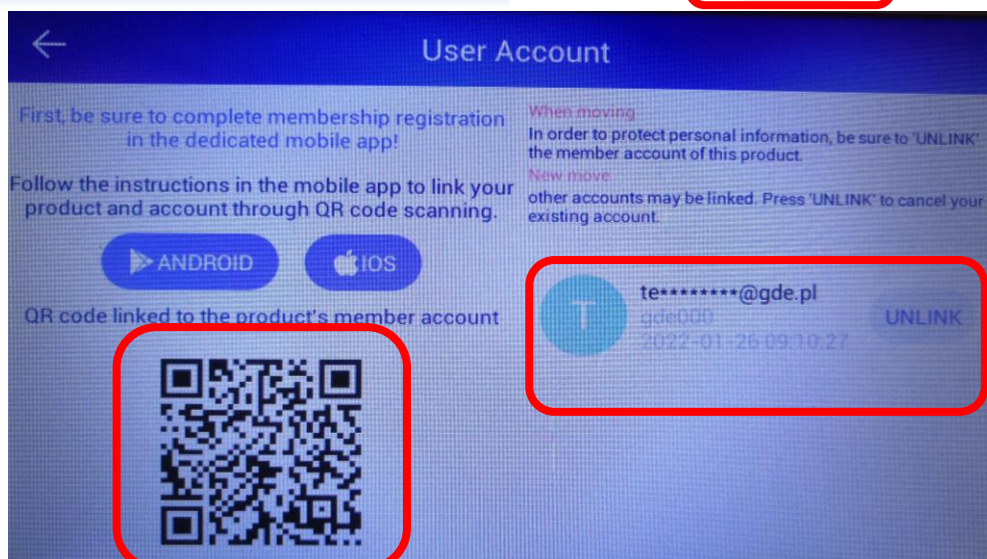 User Account
First, be sure to complete membership registration
in the dedicated mobile app!
Follow the instructions in the mobile app to link your
product and account through QR code scanning.
ANDROID
IOS
QR code linked to the product's member account
When moving
In order to protect personal information, be sure to 'UNLINK'
the member account of this product.
New move
other accounts may be linked. Press 'UNLINK' to cancel your
existing account.
T
te********@gde.pl
gde000
2022-01-26 09:10:27
UNLINK